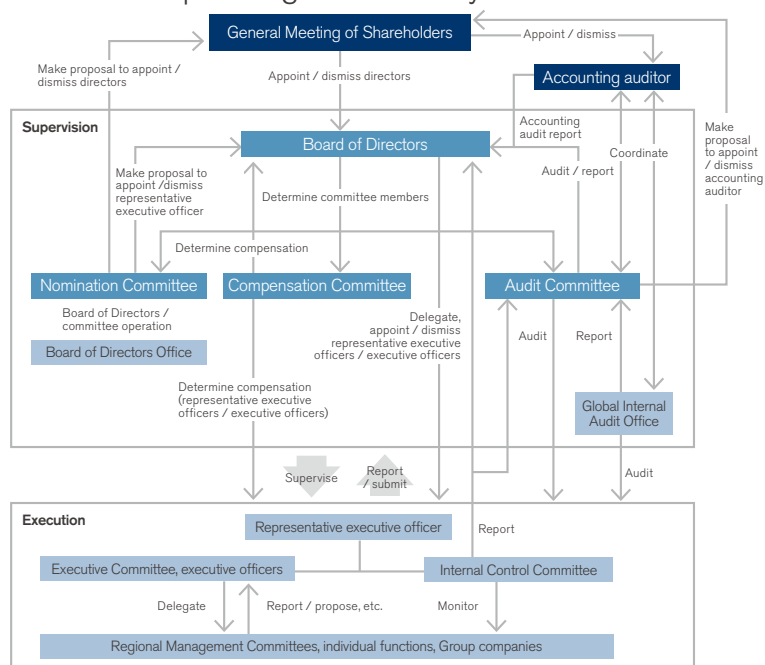 General Meeting of Shareholders
Appoint / dismiss
Make proposal to appoint /
dismiss directors
Appoint / dismiss directors
Accounting auditor
Supervision
Accounting
audit report
Make
proposal
to appoint
/ dismiss
accounting
auditor
Board of Directors
Coordinate
Make proposal to
appoint /dismiss
representative
executive officer
Audit / report
Determine committee members
Determine compensation
Nomination Committee
Compensation Committee
Audit Committee
Board of Directors /
committee operation
Board of Directors Office
Delegate,
appoint / dismiss
representative executive
officers / executive officers
Audit
Report
Determine compensation
(representative executive
officers / executive officers)
Global Internal
Audit Office
Supervise
Report
/ submit
Audit
Execution
Representative executive officer
Report
Executive Committee, executive officers
Internal Control Committee
Delegate
Report / propose, etc.
Monitor
Regional Management Committees, individual functions, Group companies